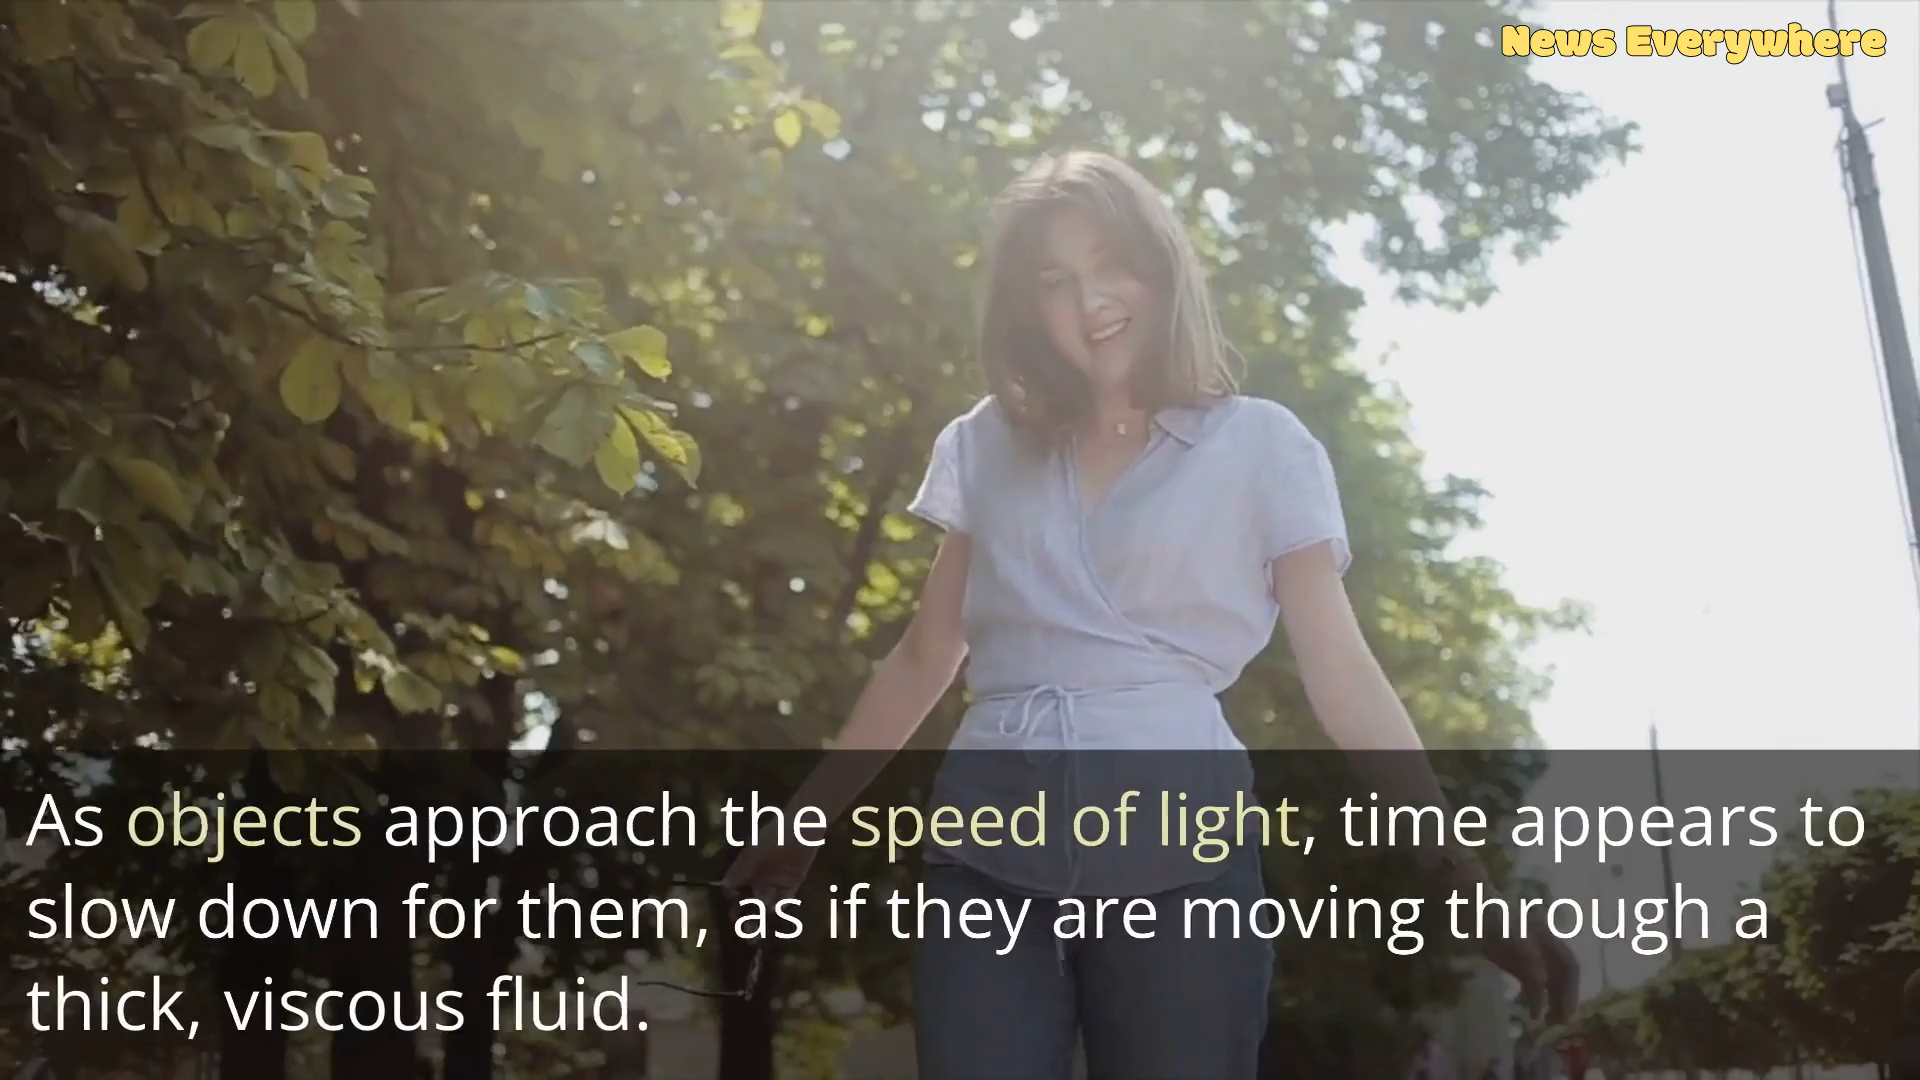 News Everywhere
As objects approach the speed of light, time appears to
slow down for them, as if they are moving through a
thick, viscous fluid.